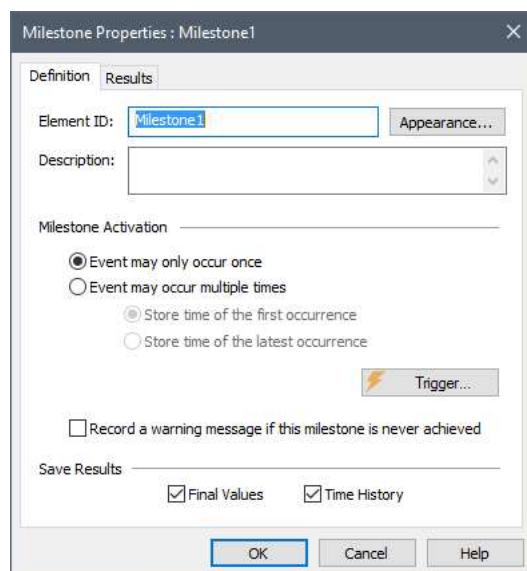 Milestone Properties : Milestone1
Definition Results
Element ID: Milestone1 Appearance...
Description:
Milestone Activation
Event may only occur once
Event may occur multiple times
Store time of the first occurrence
Store time of the latest occurrence
Trigger...
Record a warning message if this milestone is never achieved
Save Results
Final Values Time History
OK Cancel Help